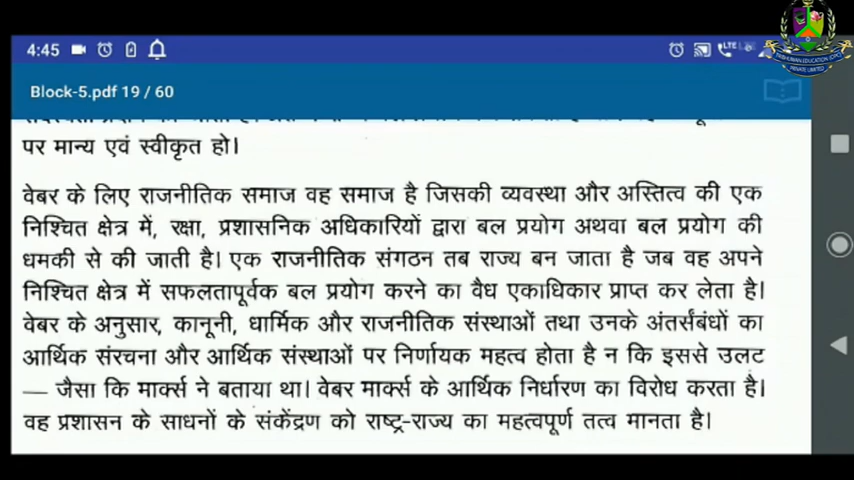 4:45
LTE
Block-5.pdf 19 / 60
पर मान्य एवं स्वीकृत हो।
वेबर के लिए राजनीतिक समाज वह समाज है जिसकी व्यवस्था और अस्तित्व की एक
निश्चित क्षेत्र में, रक्षा, प्रशासनिक अधिकारियों द्वारा बल प्रयोग अथवा बल प्रयोग की
धमकी से की जाती है। एक राजनीतिक संगठन तब राज्य बन जाता है जब वह अपने
निश्चित क्षेत्र में सफलतापूर्वक बल प्रयोग करने का वैध एकाधिकार प्राप्त कर लेता है।
वेबर के अनुसार, कानूनी, धार्मिक और राजनीतिक संस्थाओं तथा उनके अंतर्संबंधों का
आर्थिक संरचना और आर्थिक संस्थाओं पर निर्णायक महत्व होता है न कि इससे उलट
— जैसा कि मार्क्स ने बताया था। वेबर मार्क्स के आर्थिक निर्धारण का विरोध करता है।
वह प्रशासन के साधनों के संकेंद्रण को राष्ट्र-राज्य का महत्वपूर्ण तत्व मानता है।